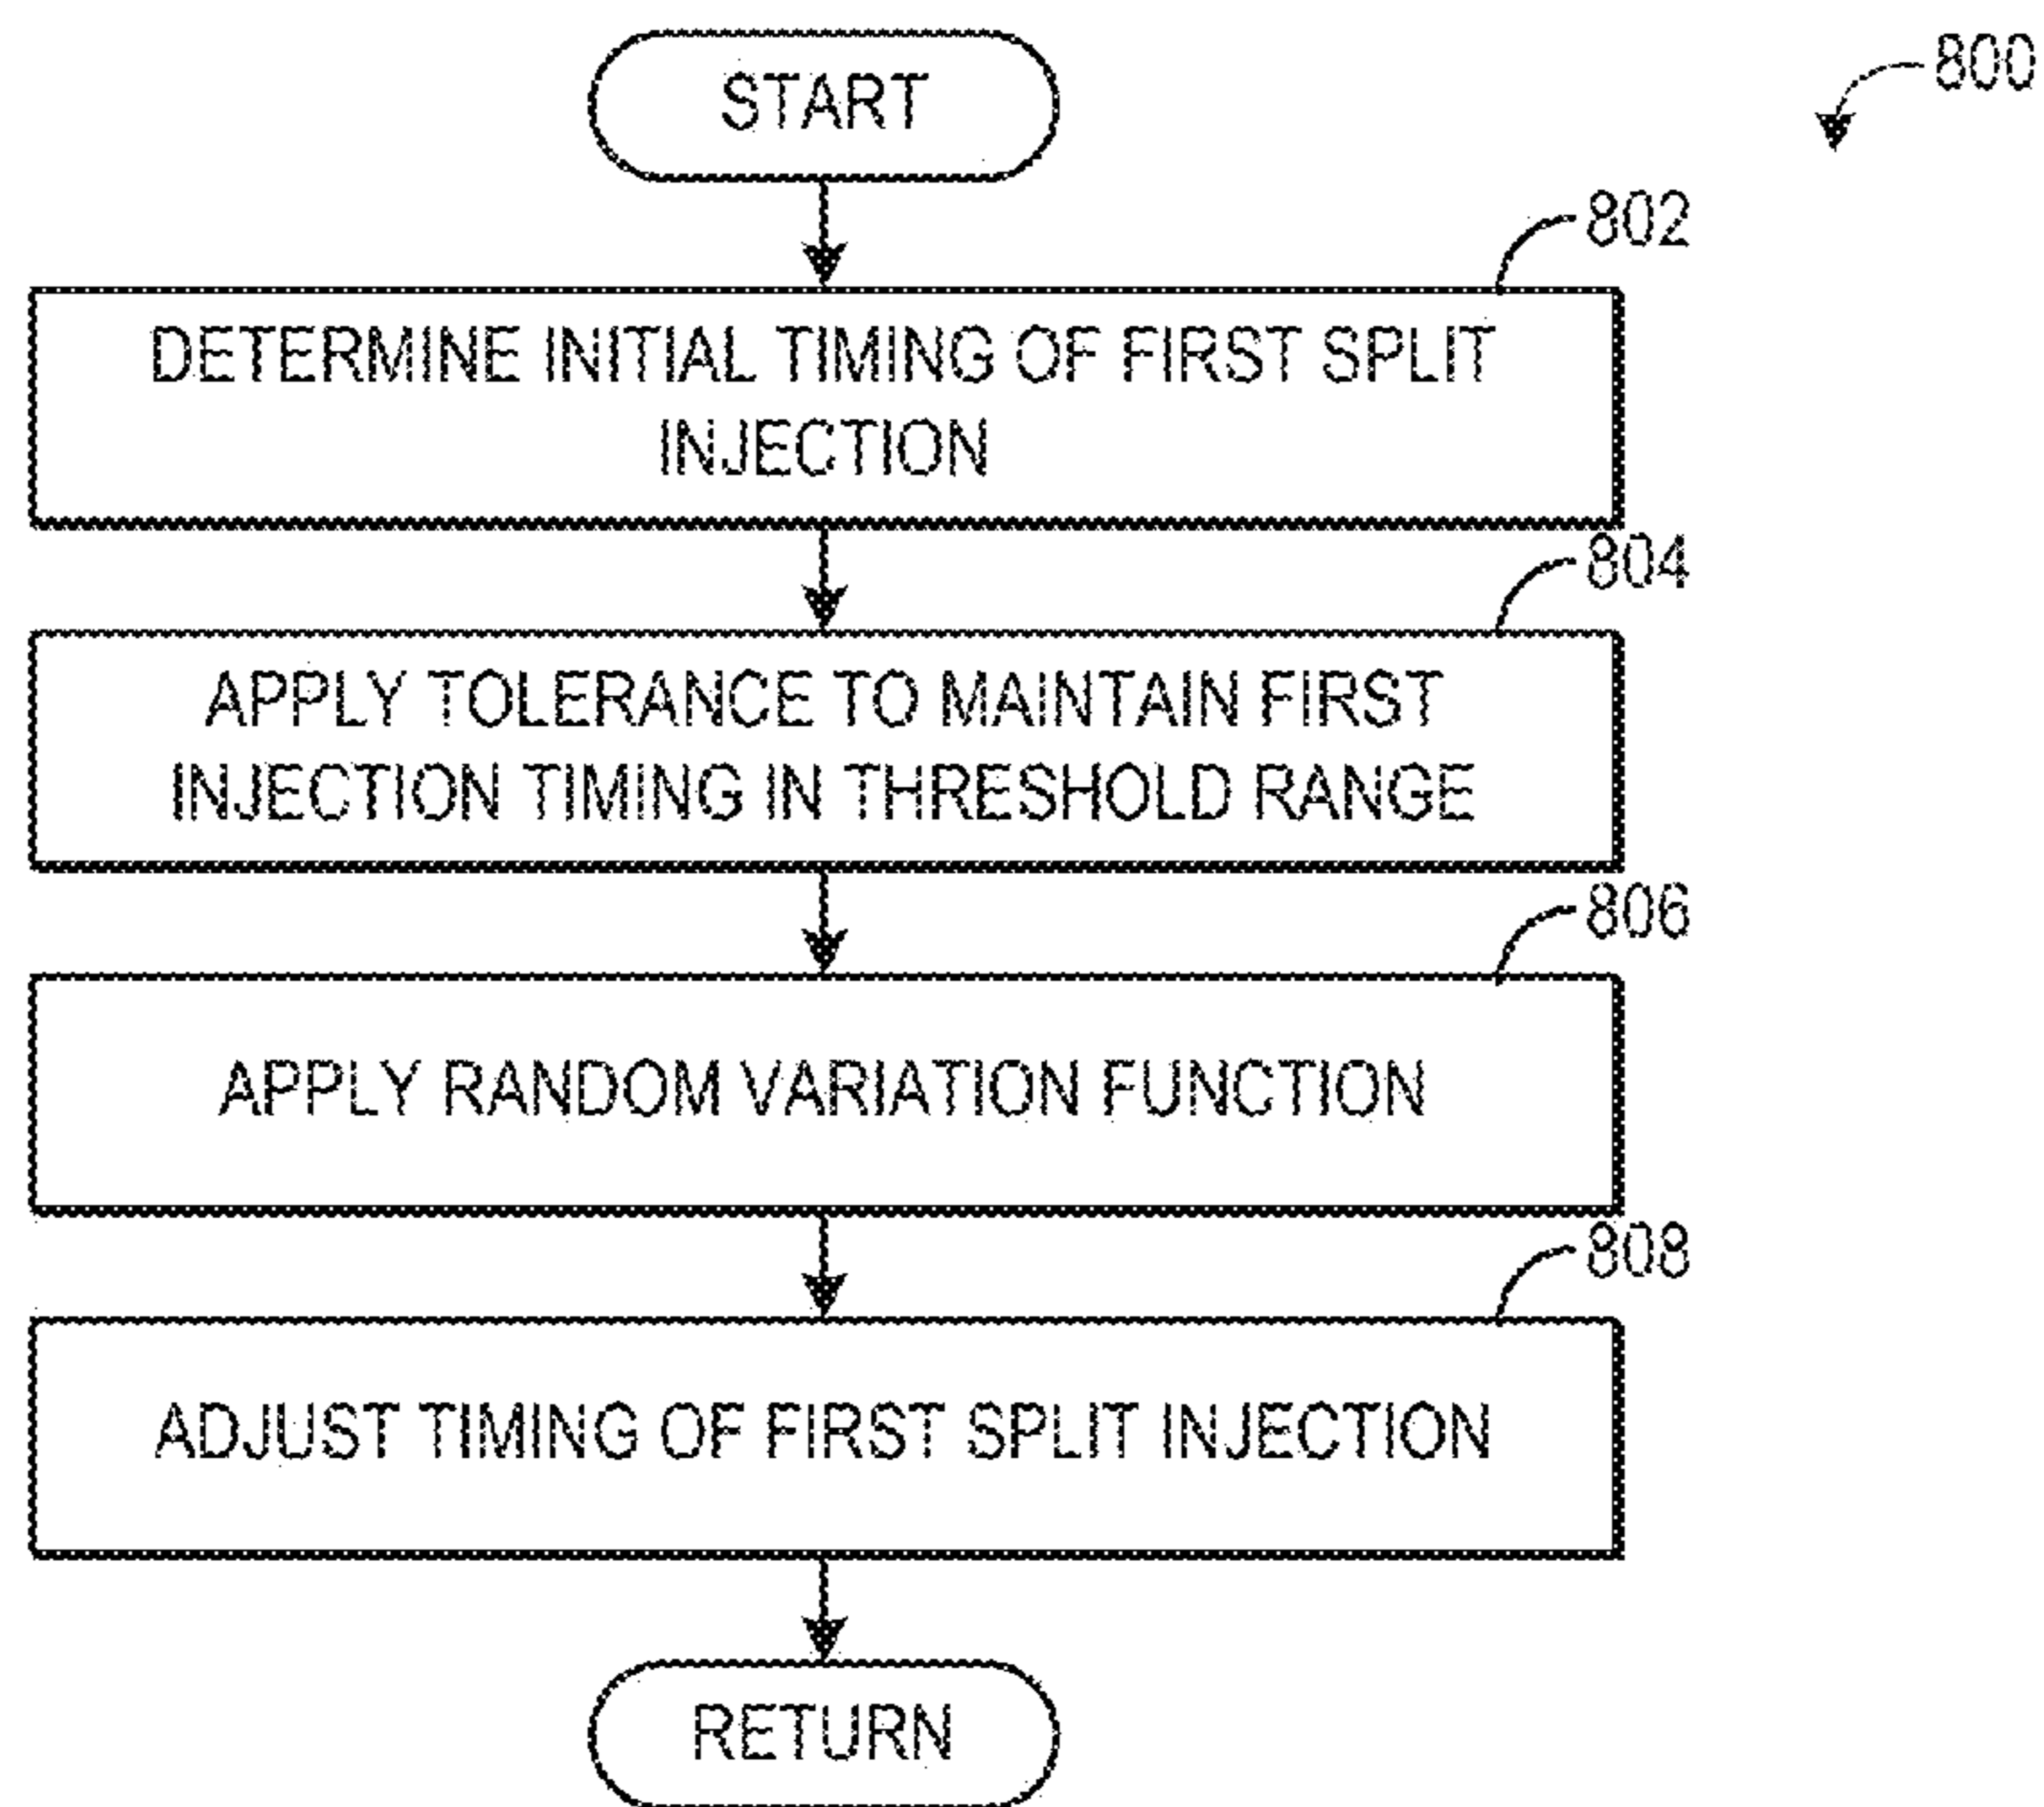 START
800
802
DETERMINE INITIAL TIMING OF FIRST SPLIT
INJECTION
804
APPLY TOLERANCE TO MAINTAIN FIRST
INJECTION TIMING IN THRESHOLD RANGE
806
APPLY RANDOM VARIATION FUNCTION
808
ADJUST TIMING OF FIRST SPLIT INJECTION
RETURN